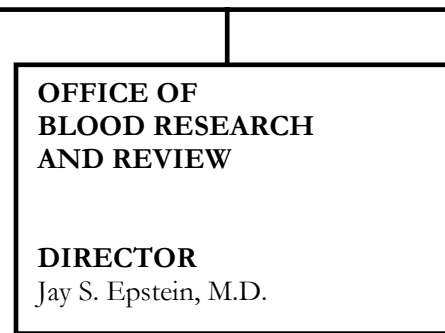 OFFICE OF
BLOOD RESEARCH
AND REVIEW
DIRECTOR
Jay S. Epstein, M.D.